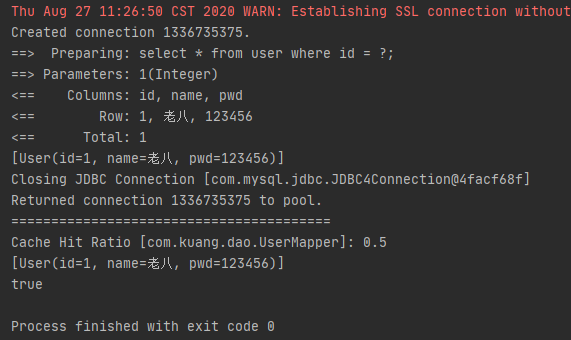 Thu Aug 27 11:26:50 CST 2020 WARN: Establishing SSL connection without
Created connection 1336735375.
==>  Preparing: select * from user where id = ?;
==> Parameters: 1(Integer)
<==    Columns: id, name, pwd
<==        Row: 1, 老八, 123456
<==      Total: 1
[User(id=1, name=老八, pwd=123456)]
Closing JDBC Connection [com.mysql.jdbc.JDBC4Connection@4facf68f]
Returned connection 1336735375 to pool.
========================================
Cache Hit Ratio [com.kuang.dao.UserMapper]: 0.5
[User(id=1, name=老八, pwd=123456)]
true
Process finished with exit code 0